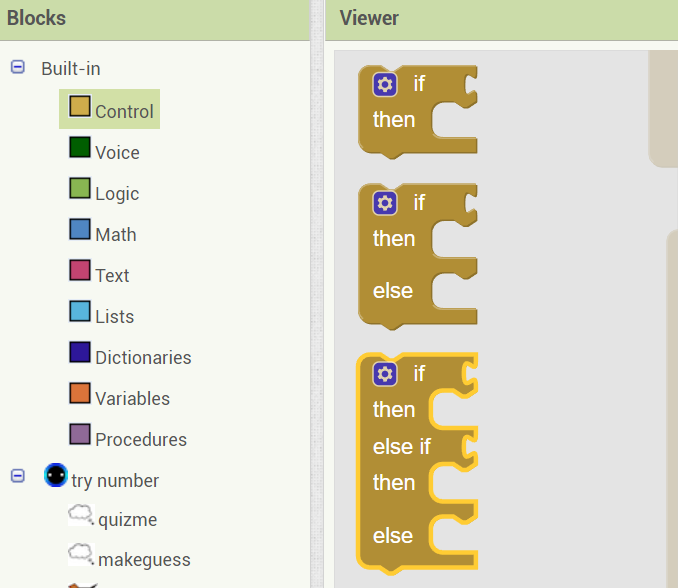 Blocks
Built-in
Control
Voice
Logic
Math
Text
Lists
Dictionaries
Variables
Procedures
try number
quizme
makeguess
Viewer
if
then
if
then
else
if
then
else if
then
else